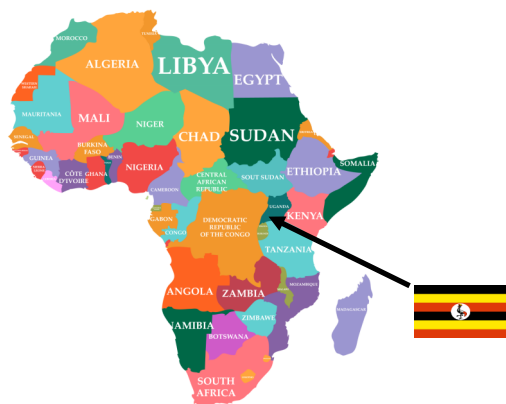 MOROCCO
TUNISIA
ALGERIA
LIBYA
EGYPT
MAURITANIA
MALI
NIGER
CHAD
SUDAN
SENEGAL
BURKINA
FASO
GUINEA
CÔTE
D'IVOIRE
GHANA
BENIN
NIGERIA
CAMEROON
CENTRAL
AFRICAN
REPUBLIC
SOUT SUDAN
ETHIOPIA
SOMALIA
UGANDA
KENYA
GABON
CONGO
DEMOCRATIC
REPUBLIC
OF THE CONGO
TANZANIA
ANGOLA
ZAMBIA
MOZAMBIQUE
MADAGASCAR
ZIMBAWE
NAMIBIA
BOTSWANA
SOUTH
AFRICA